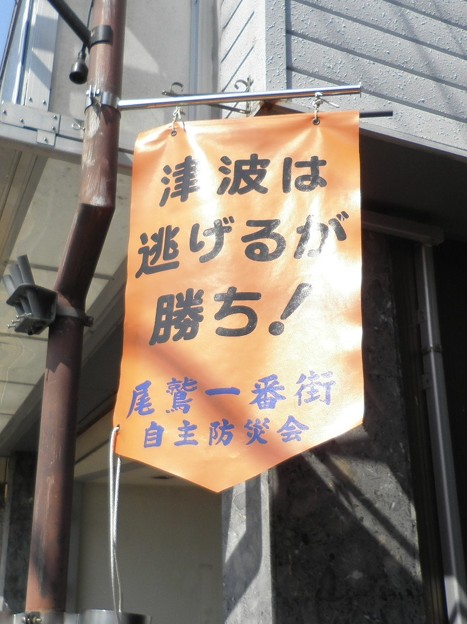 津波は
逃げるが
勝ち!
尾鷲一番街
自主防災会